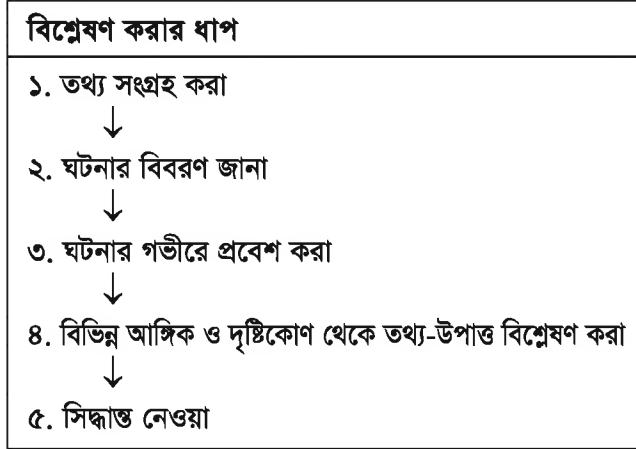 বিশ্লেষণ করার ধাপ
১. তথ্য সংগ্রহ করা
↓
২. ঘটনার বিবরণ জানা
↓
৩. ঘটনার গভীরে প্রবেশ করা
↓
৪. বিভিন্ন আঙ্গিক ও দৃষ্টিকোণ থেকে তথ্য-উপাত্ত বিশ্লেষণ করা
↓
৫. সিদ্ধান্ত নেওয়া